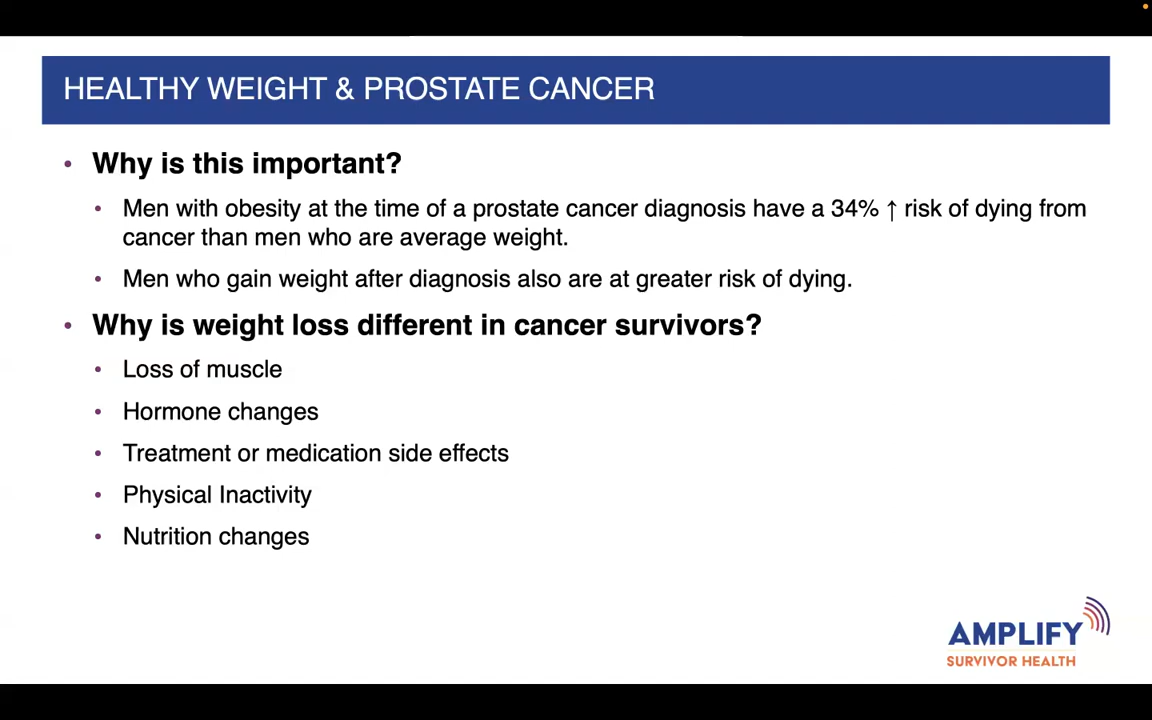 HEALTHY WEIGHT & PROSTATE CANCER
• Why is this important?
• Men with obesity at the time of a prostate cancer diagnosis have a 34% ↑ risk of dying from
cancer than men who are average weight.
• Men who gain weight after diagnosis also are at greater risk of dying.
• Why is weight loss different in cancer survivors?
• Loss of muscle
• Hormone changes
• Treatment or medication side effects
• Physical Inactivity
• Nutrition changes
AMPLIFY
SURVIVOR HEALTH